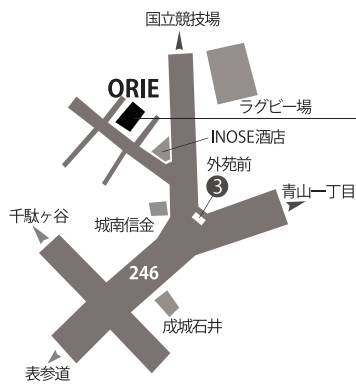 国立競技場
ORIE
ラグビー場
INOSE酒店
外苑前
3
青山一丁目
千駄ヶ谷
城南信金
246
成城石井
表参道